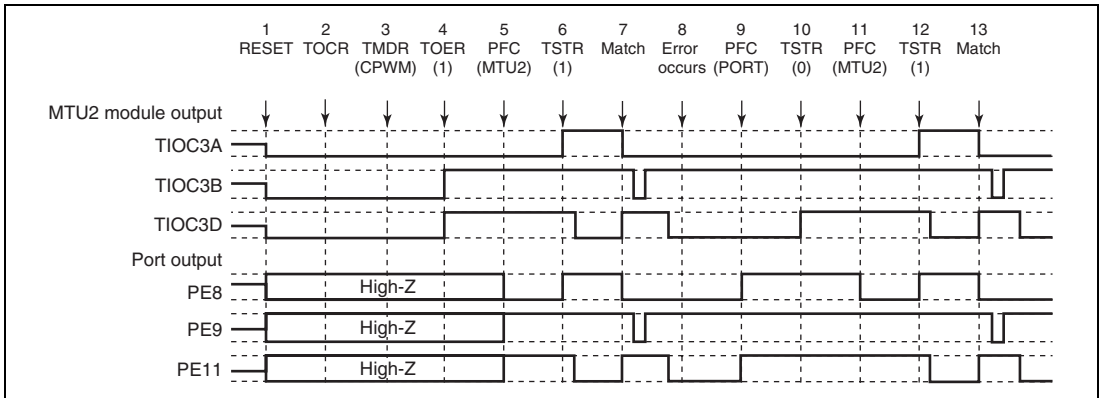 1 2 3 4 5 6 7 8 9 10 11 12 13
RESET TOCR TMDR TOER PFC TSTR Match Error PFC TSTR PFC TSTR Match
(CPWM) (1) (MTU2) (1) occurs (PORT) (0) (MTU2) (1)
MTU2 module output
TIOC3A
TIOC3B
TIOC3D
Port output
PE8 High-Z
PE9 High-Z
PE11 High-Z